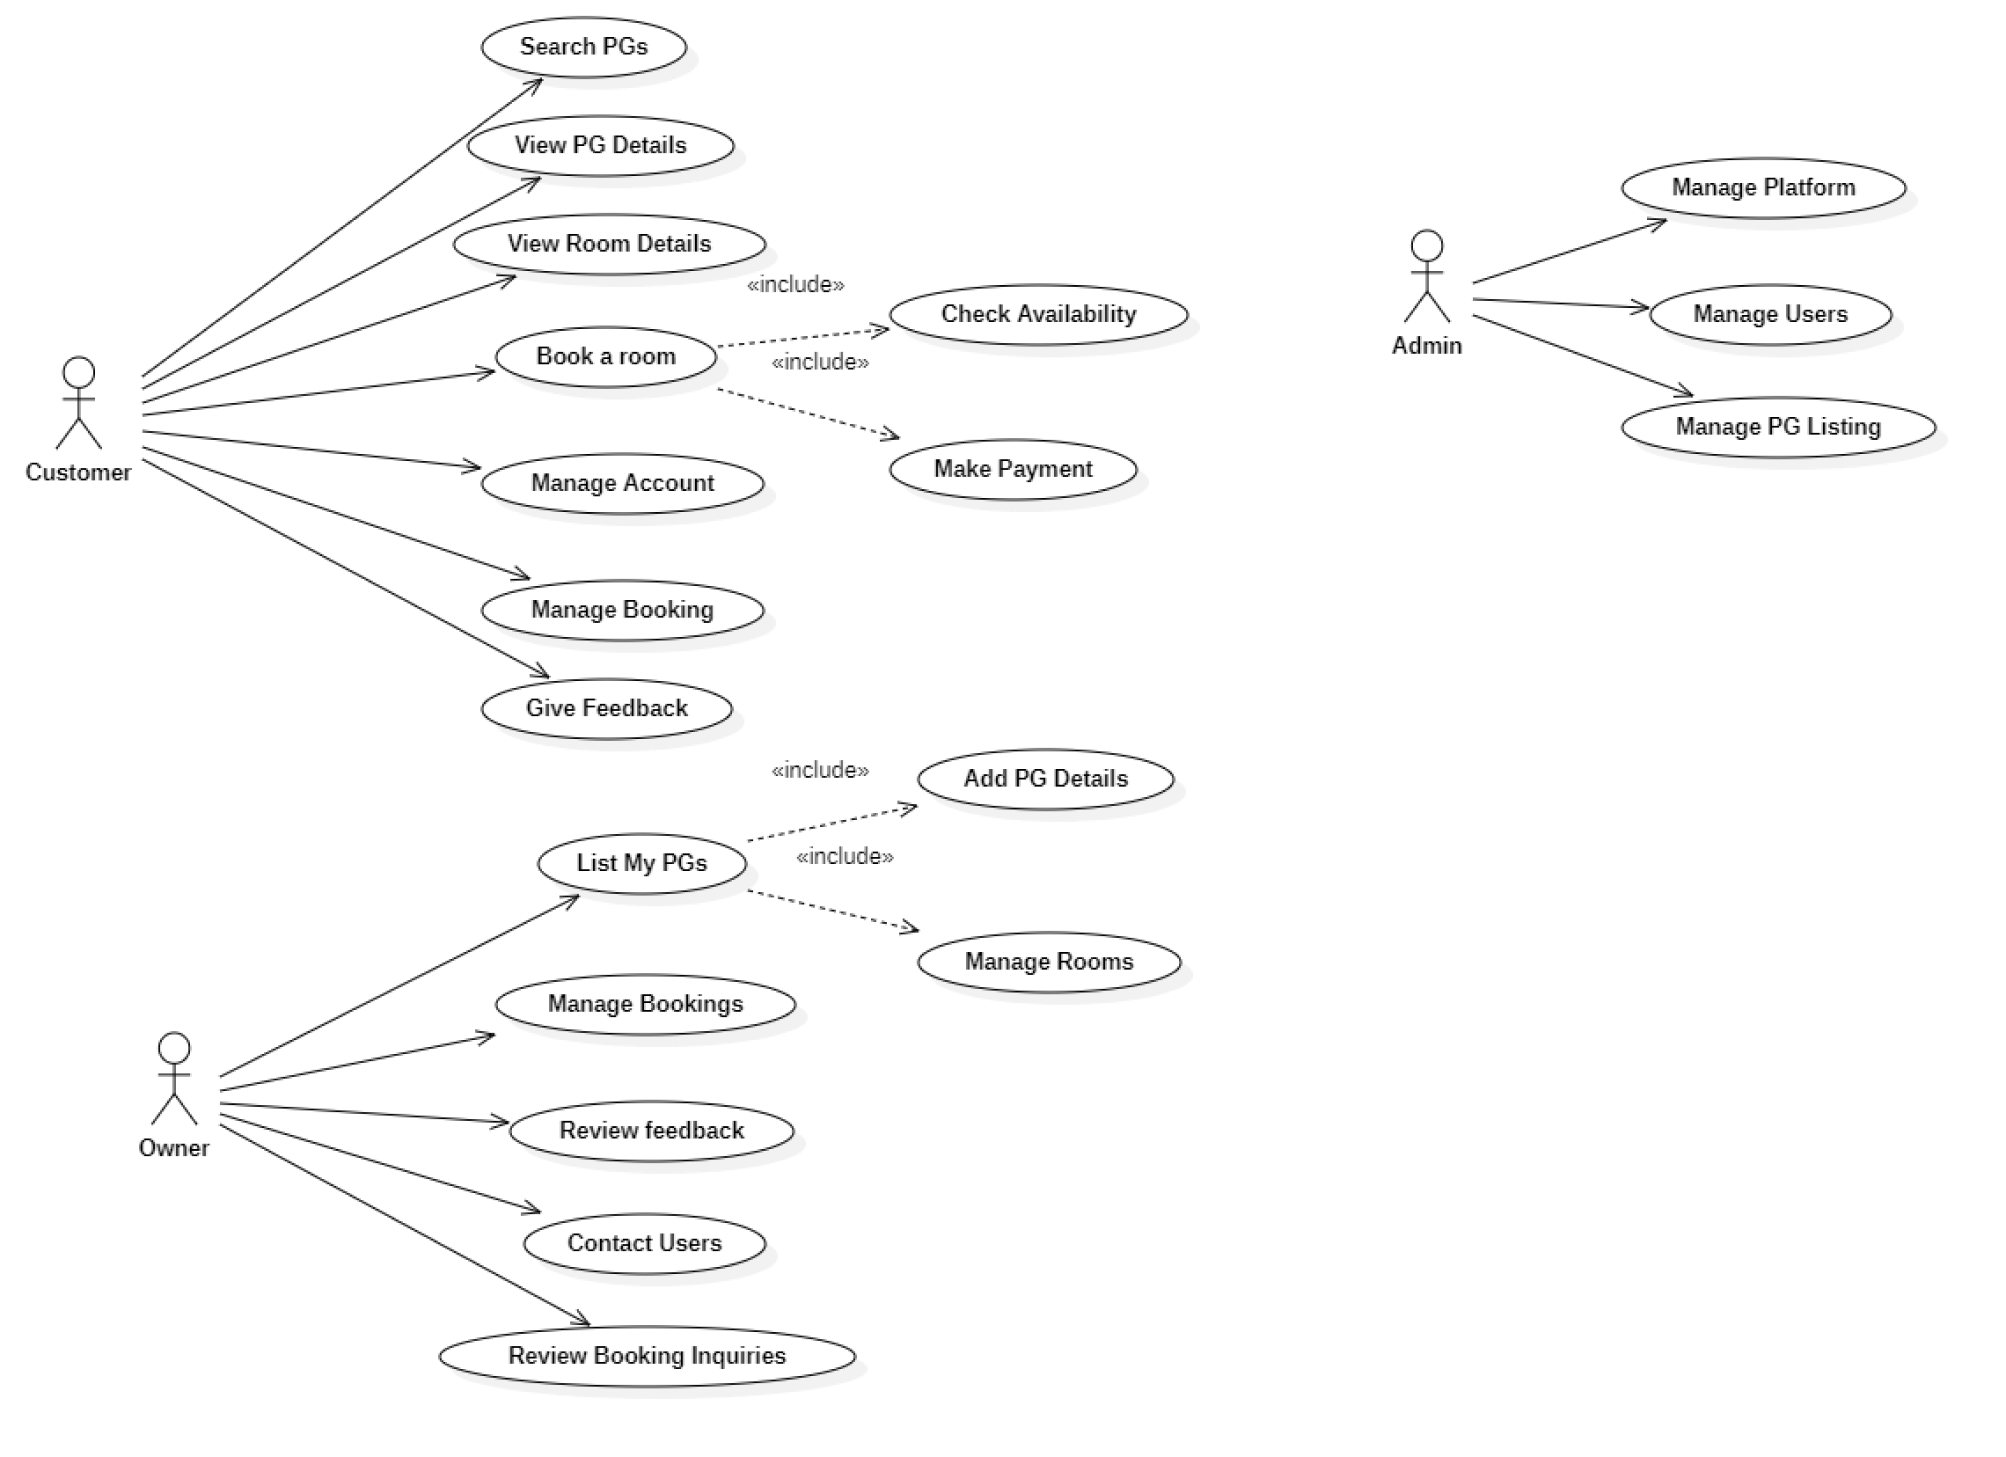 Search PGs
View PG Details
View Room Details
«include»
Check Availability
Book a room
«include»
Customer
Manage Account
Make Payment
Manage Booking
Give Feedback
Manage Platform
Admin
Manage Users
Manage PG Listing
«include»
Add PG Details
List My PGs
«include»
Manage Rooms
Manage Bookings
Owner
Review feedback
Contact Users
Review Booking Inquiries